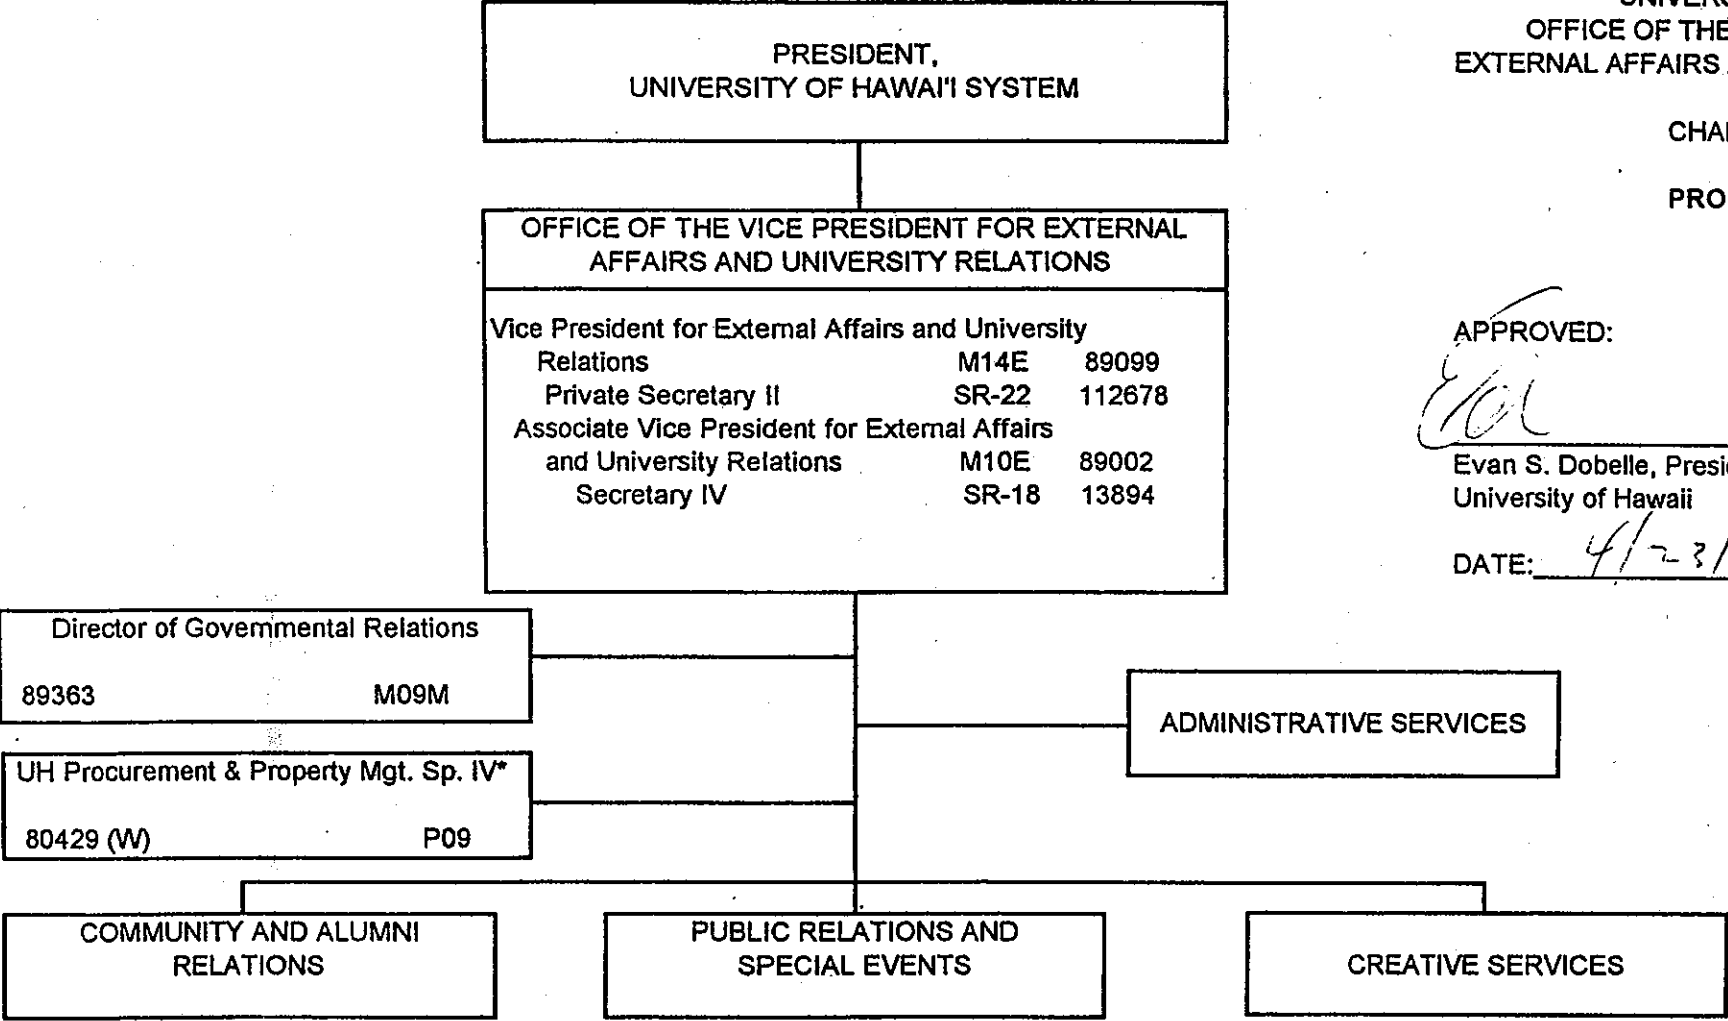 PRESIDENT,
UNIVERSITY OF HAWAI'I SYSTEM
OFFICE OF THE
EXTERNAL AFFAIRS
OFFICE OF THE VICE PRESIDENT FOR EXTERNAL
AFFAIRS AND UNIVERSITY RELATIONS
Vice President for External Affairs and University
Relations M14E 89099
Private Secretary II SR-22 112678
Associate Vice President for External Affairs
and University Relations M10E 89002
Secretary IV SR-18 13894
APPROVED:
Evan S. Dobelle, Presi
University of Hawaii
DATE: 4/23/
Director of Governmental Relations
89363 M09M
UH Procurement & Property Mgt. Sp. IV*
80429 (W) P09
ADMINISTRATIVE SERVICES
COMMUNITY AND ALUMNI
RELATIONS
PUBLIC RELATIONS AND
SPECIAL EVENTS
CREATIVE SERVICES